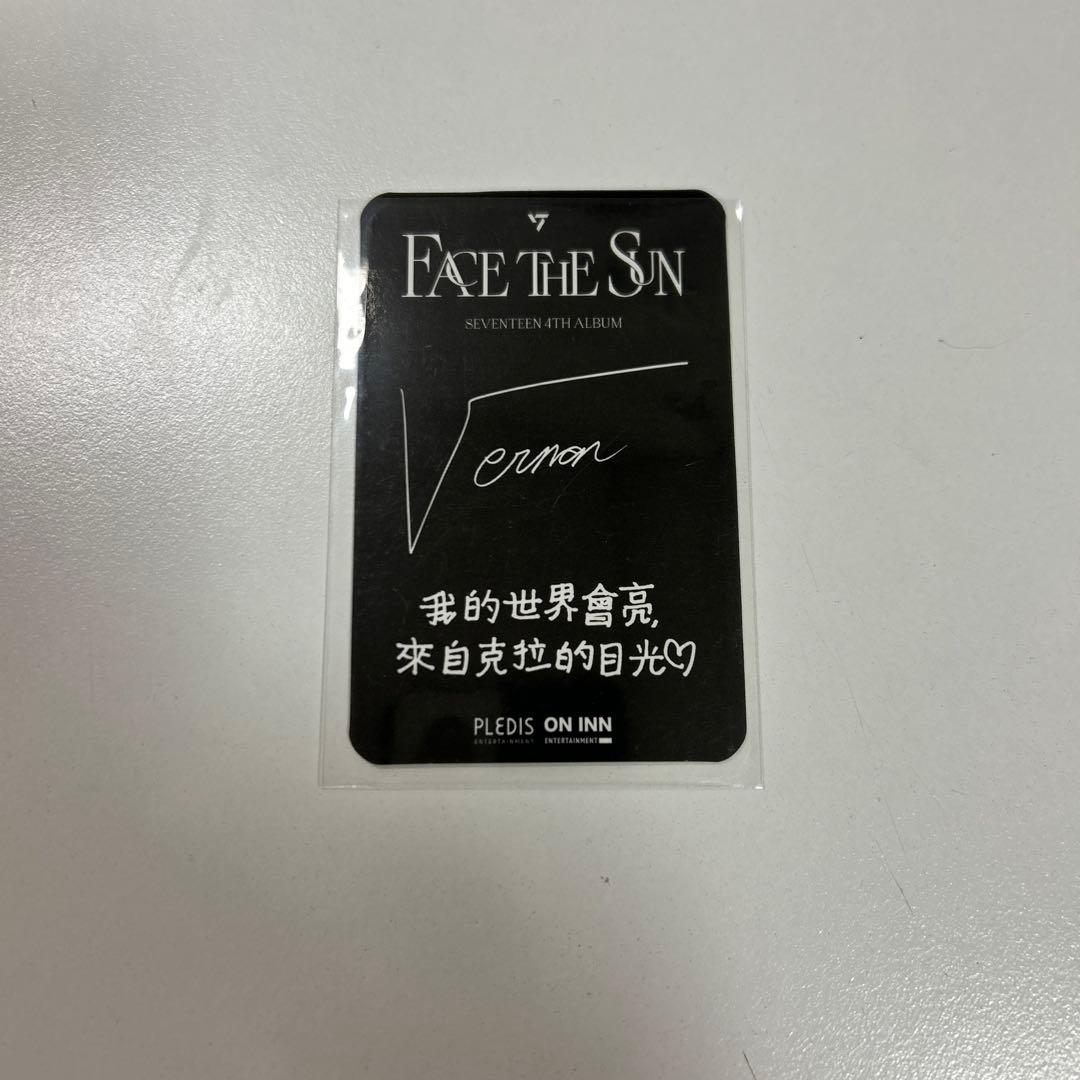 FACE THE SUN
SEVENTEEN 4TH ALBUM
Vernon
我的世界會亮,
來自克拉的目光♡
PLEDIS ON INN
ENTERTAINMENT ENTERTAINMENT